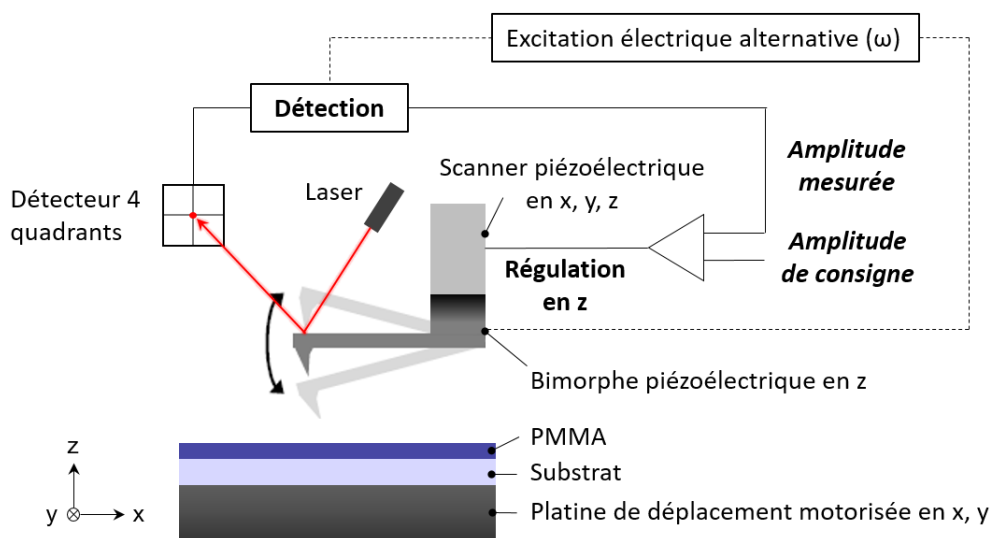 Excitation électrique alternative (ω)
Détection
Scanner piézoélectrique
en x, y, z
Amplitude
mesurée
Laser
Détecteur 4
quadrants
Régulation
en z
Amplitude
de consigne
Bimorphe piézoélectrique en z
PMMA
Substrat
Platine de déplacement motorisée en x, y
z
y
x